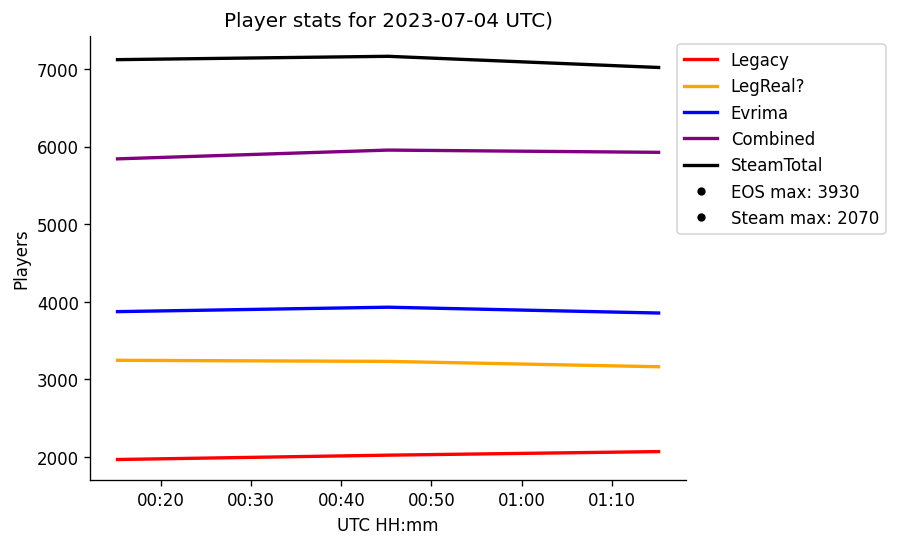 Player stats for 2023-07-04 UTC)
7000
6000
5000
4000
3000
2000
Players
00:20 00:30 00:40 00:50 01:00 01:10
UTC HH:mm
Legacy
LegReal?
Evrima
Combined
SteamTotal
EOS max: 3930
Steam max: 2070